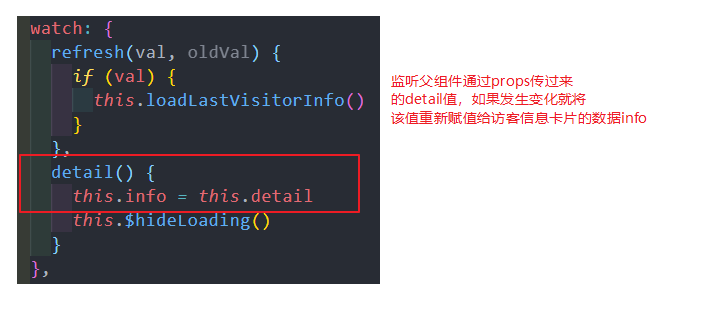 watch: {
refresh(val, oldVal) {
if (val) {
this.loadLastVisitorInfo()
}
},
detail() {
this.info = this.detail
this.$hideLoading()
}
},
监听父组件通过props传过来
的detail值，如果发生变化就将
该值重新赋值给访客信息卡片的数据info